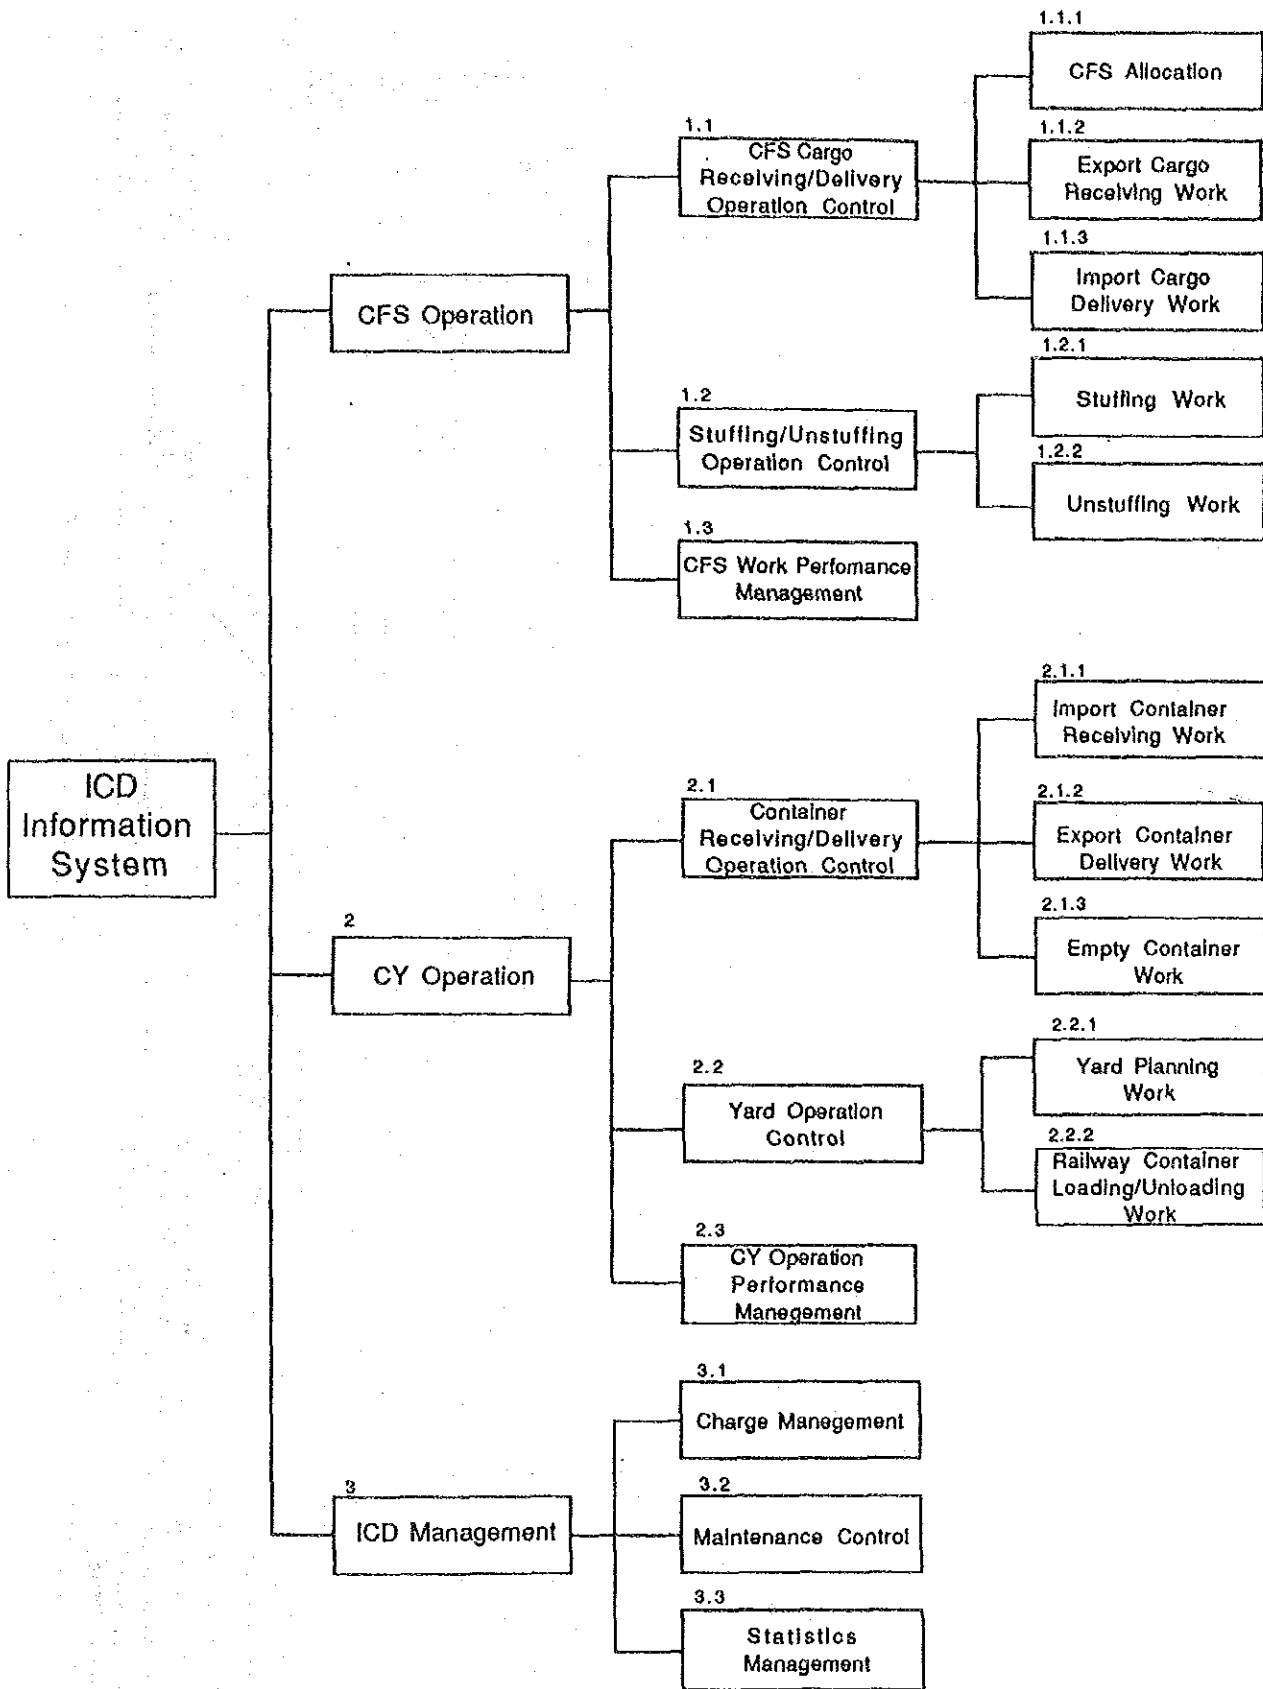 ICD
Information
System
CFS Operation
1.1
CFS Cargo
Receiving/Delivery
Operation Control
1.1.1
CFS Allocation
1.1.2
Export Cargo
Receiving Work
1.1.3
Import Cargo
Delivery Work
1.2
Stuffing/Unstuffing
Operation Control
1.2.1
Stuffing Work
1.2.2
Unstuffing Work
1.3
CFS Work Perfomance
Management
2
CY Operation
2.1
Container
Receiving/Delivery
Operation Control
2.1.1
Import Container
Receiving Work
2.1.2
Export Container
Delivery Work
2.1.3
Empty Container
Work
2.2
Yard Operation
Control
2.2.1
Yard Planning
Work
2.2.2
Railway Container
Loading/Unloading
Work
2.3
CY Operation
Performance
Manegement
3
ICD Management
3.1
Charge Manegement
3.2
Maintenance Control
3.3
Statistics
Management